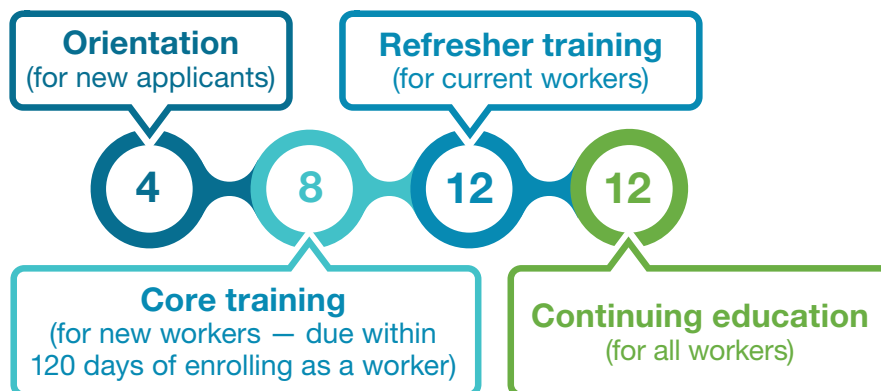 Orientation
(for new applicants)
Refresher training
(for current workers)
4
8
12
12
Core training
(for new workers — due within
120 days of enrolling as a worker)
Continuing education
(for all workers)